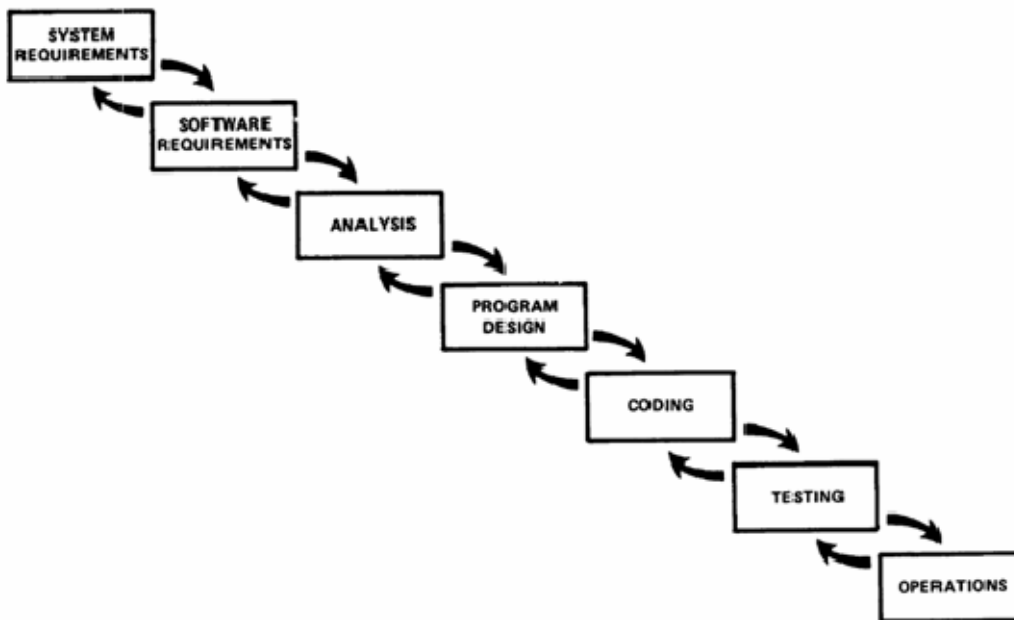 SYSTEM
REQUIREMENTS
SOFTWARE
REQUIREMENTS
ANALYSIS
PROGRAM
DESIGN
CODING
TESTING
OPERATIONS